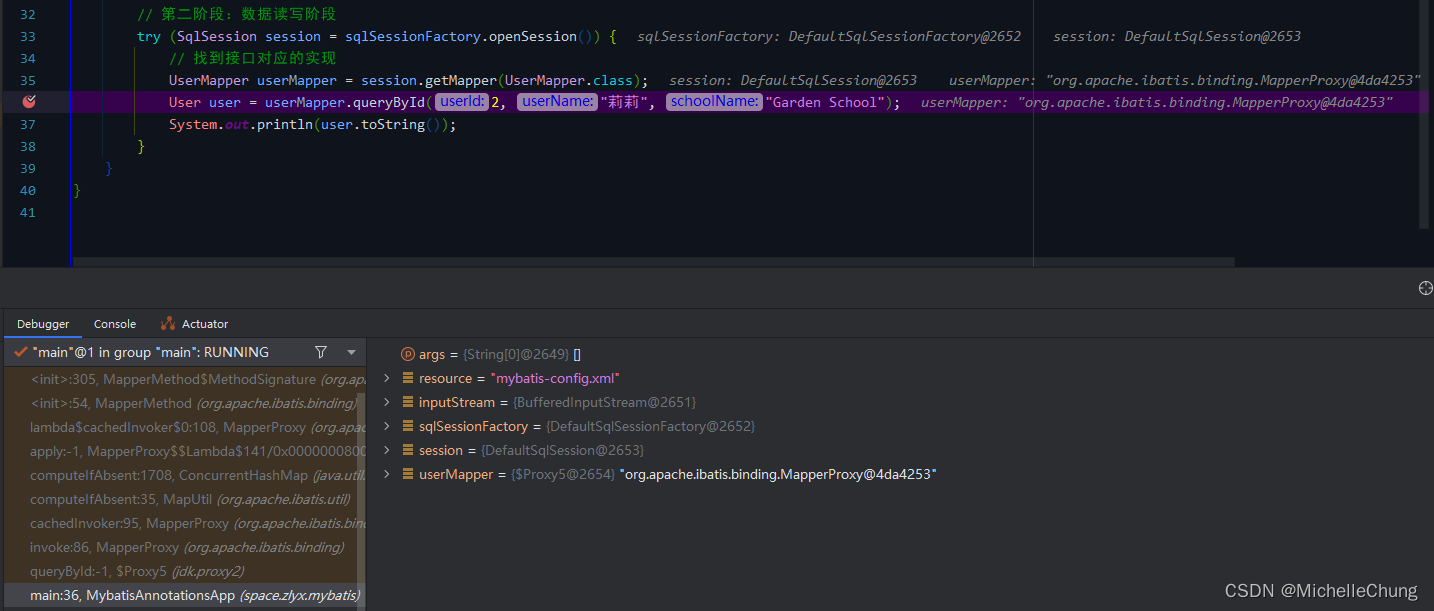 32 // 第二阶段：数据读写阶段
33 try (SqlSession session = sqlSessionFactory.openSession()) { sqlSessionFactory: DefaultSqlSessionFactory@2652 session: DefaultSqlSession@2653
34 // 找到接口对应的实现
35 UserMapper userMapper = session.getMapper(UserMapper.class); session: DefaultSqlSession@2653 userMapper: "org.apache.ibatis.binding.MapperProxy@4da4253"
User user = userMapper.queryById( userId: 2, userName: "莉莉", schoolName: "Garden School"); userMapper: "org.apache.ibatis.binding.MapperProxy@4da4253"
37 System.out.println(user.toString());
38 }
39 }
40 }
41
Debugger Console Actuator
"main"@1 in group "main": RUNNING
<init>:305, MapperMethod$MethodSignature (org.apa
<init>:54, MapperMethod (org.apache.ibatis.binding)
lambda$cachedInvoker$0:108, MapperProxy (org.apac
apply:-1, MapperProxy$$Lambda$141/0x0000000800
computeIfAbsent:1708, ConcurrentHashMap (java.util.
computeIfAbsent:35, MapUtil (org.apache.ibatis.util)
cachedInvoker:95, MapperProxy (org.apache.ibatis.bind
invoke:86, MapperProxy (org.apache.ibatis.binding)
queryById:-1, $Proxy5 (jdk.proxy2)
main:36, MybatisAnnotationsApp (space.zlyx.mybatis)
args = {String[0]@2649} []
resource = "mybatis-config.xml"
inputStream = {BufferedInputStream@2651}
sqlSessionFactory = {DefaultSqlSessionFactory@2652}
session = {DefaultSqlSession@2653}
userMapper = {$Proxy5@2654} "org.apache.ibatis.binding.MapperProxy@4da4253"
CSDN @MichelleChung